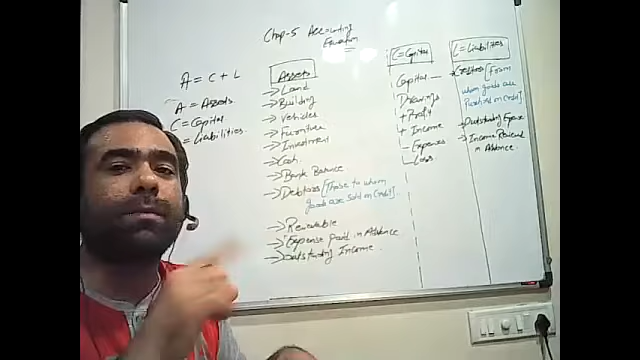 Chap-5 Accounting
Equation
A = C + L
A = Assets
C = Capital
= Liabilities
Assets
→ Land
→ Building
→ Vehicles
→ Furniture
→ Investment
→ Cash
→ Bank Balance
→ Debtors [Those to whom
goods are sold on credit].
→ Receivable
→ Expense Paid in Advance
→ Outstanding Income
C = Capital
Capital
Drawings
+ Profit
+ Income
- Expenses
- Loss
L = Liabilities
→ Creditors [From
whom goods are
on credit]
→ Outstanding
→ Income Received
in Advance